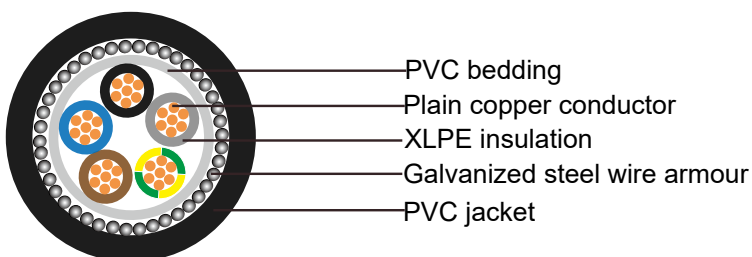 PVC bedding
Plain copper conductor
XLPE insulation
Galvanized steel wire armour
PVC jacket